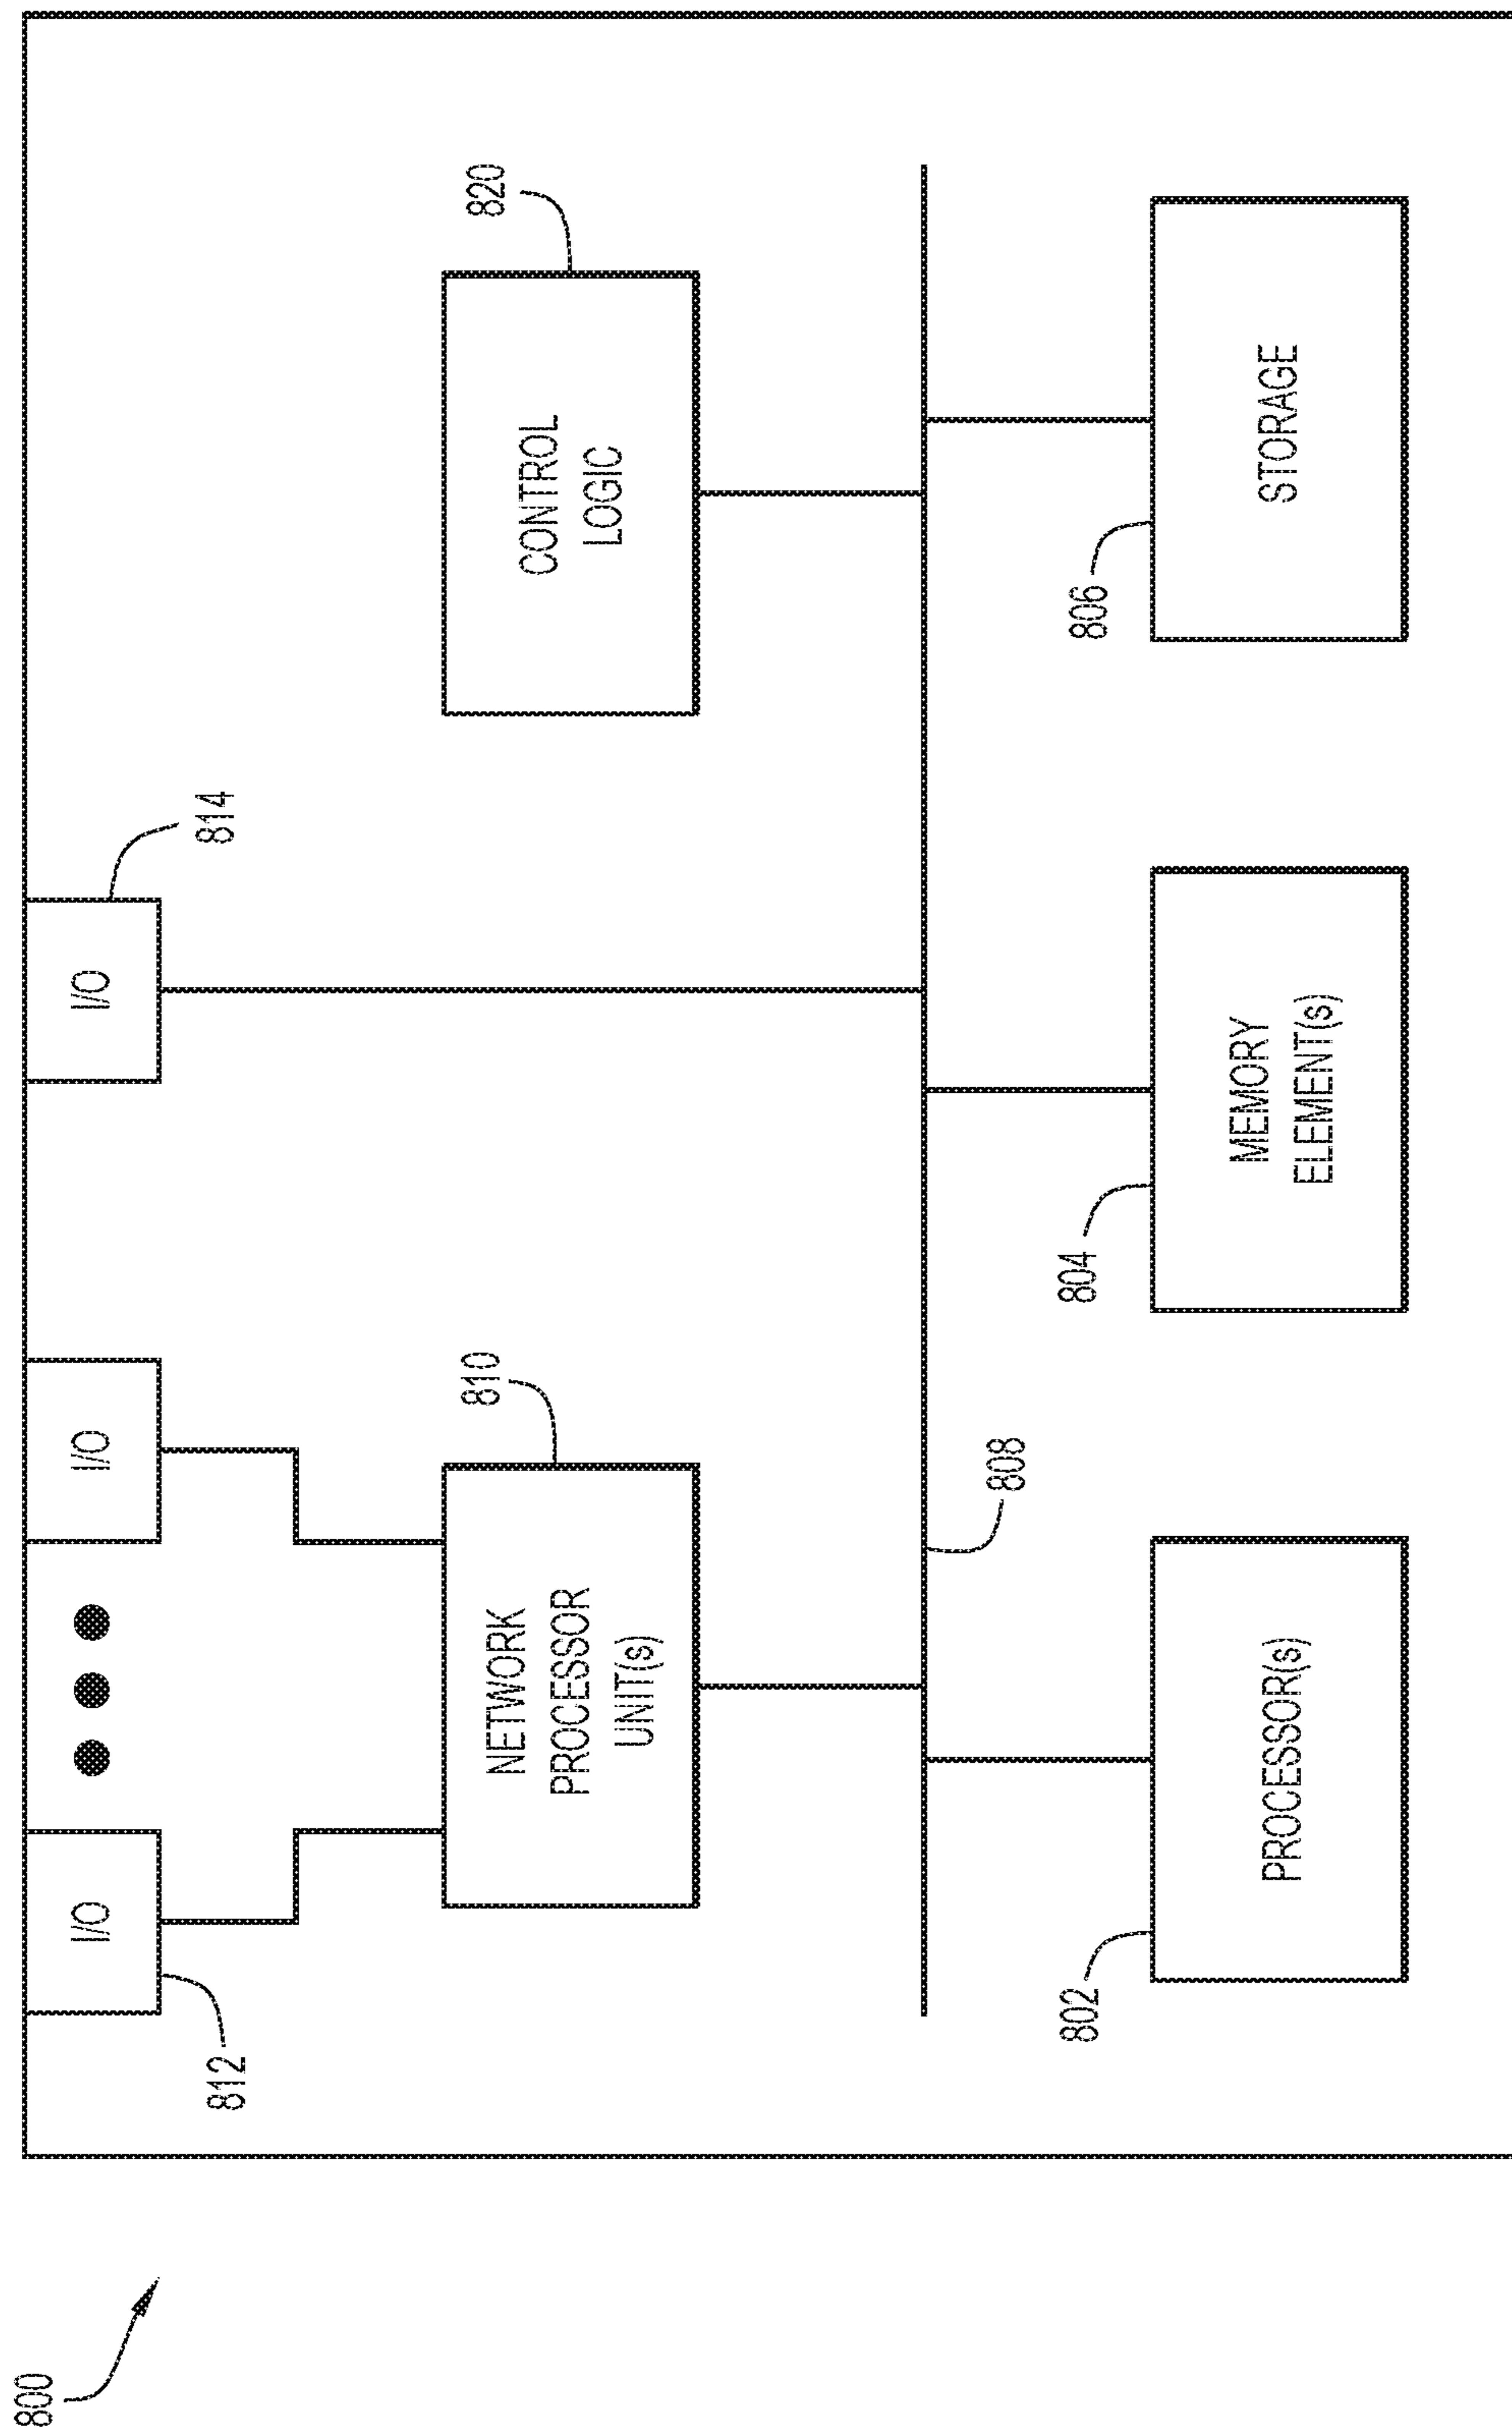 800
812
I/O
I/O
I/O
814
810
820
NETWORK
PROCESSOR
UNIT(s)
CONTROL
LOGIC
808
802
804
806
PROCESSOR(s)
MEMORY
ELEMENT(s)
STORAGE